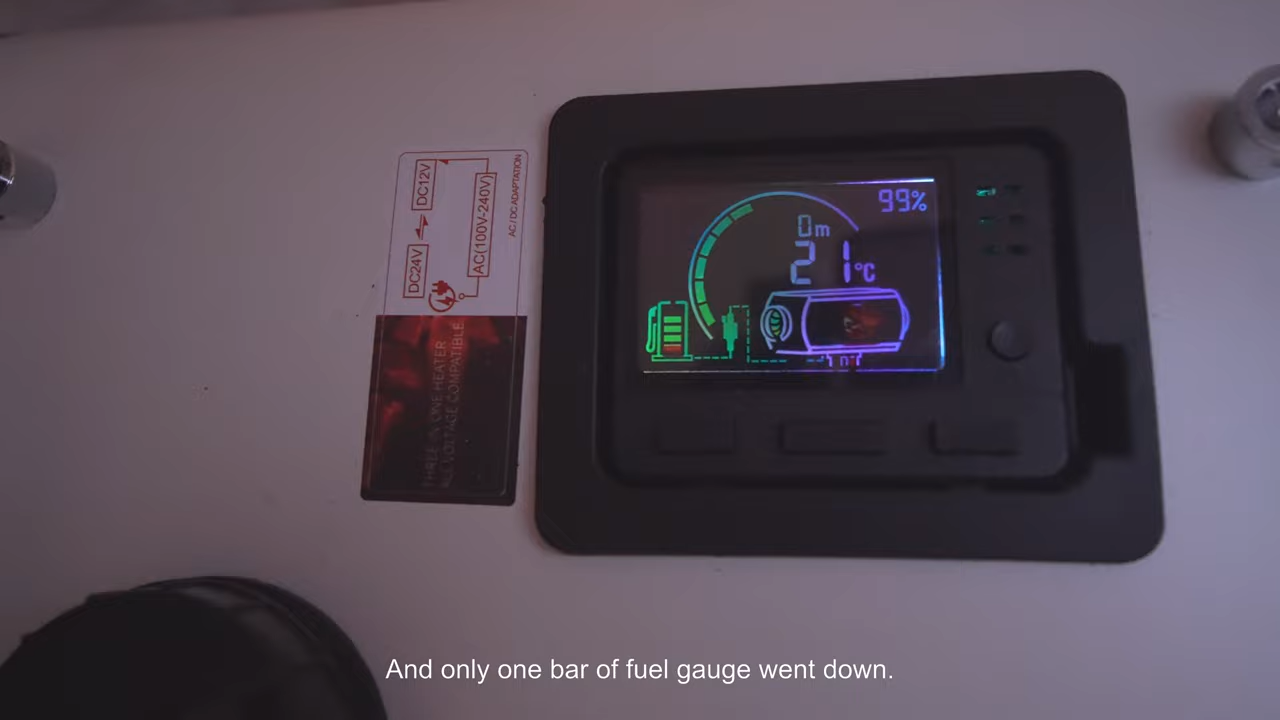 DC24V
DC12V
AC(100V-240V)
AC / DC ADAPTATION
THREE IN ONE HEATER
ALL VOLTAGE COMPATIBLE
99%
0m
21°C
And only one bar of fuel gauge went down.